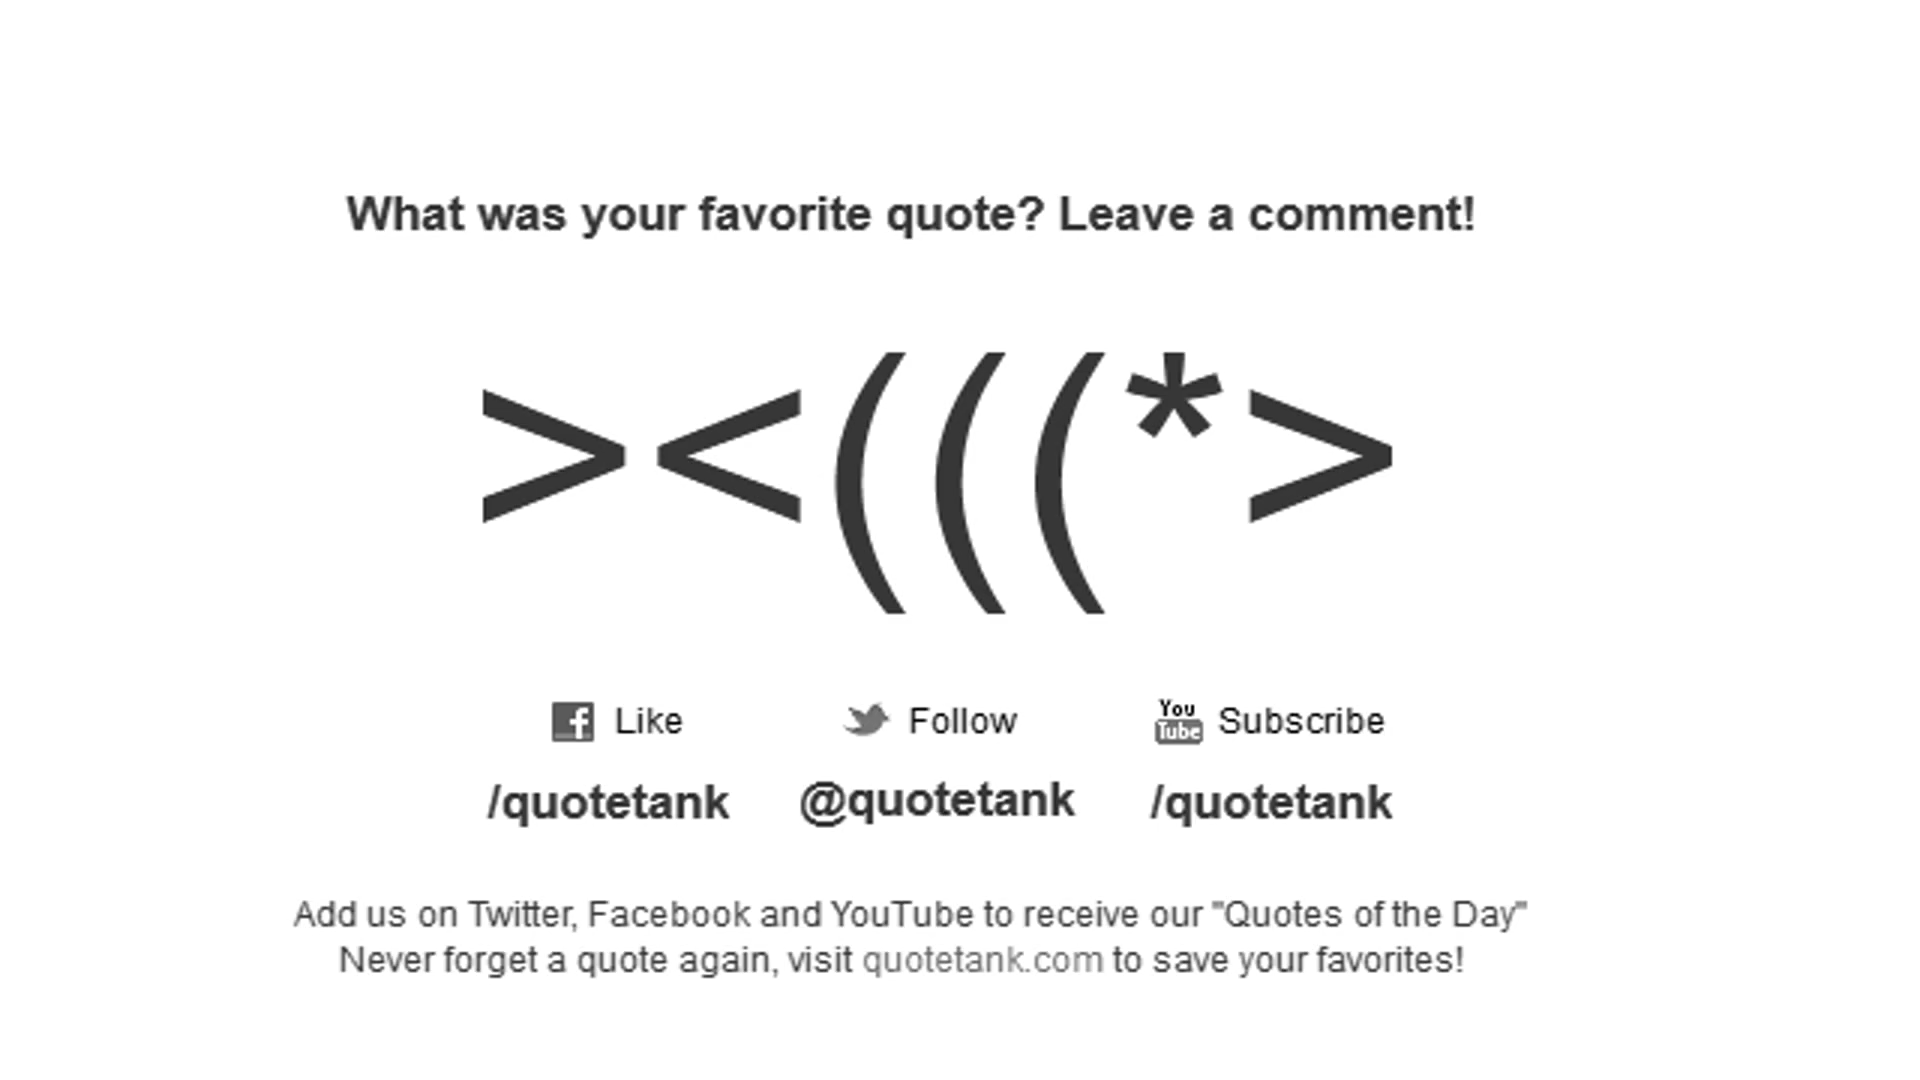 What was your favorite quote? Leave a comment!
><(((*>
f Like
Follow
You Tube Subscribe
/quotetank
@quotetank
/quotetank
Add us on Twitter, Facebook and YouTube to receive our "Quotes of the Day"
Never forget a quote again, visit quotetank.com to save your favorites!